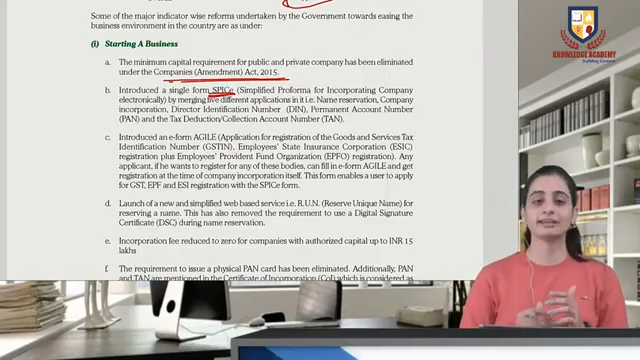 Some of the major indicator wise reforms undertaken by the Government towards easing the
business environment in the country are as under:
(i) Starting A Business
a. The minimum capital requirement for public and private company has been eliminated
under the Companies (Amendment) Act, 2015.
b. Introduced a single form SPICe (Simplified Proforma for Incorporating Company
electronically) by merging five different applications in it i.e. Name reservation, Company
incorporation, Director Identification Number (DIN), Permanent Account Number
(PAN) and the Tax Deduction/Collection Account Number (TAN).
c. Introduced an e-form AGILE (Application for registration of the Goods and Services Tax
Identification Number (GSTIN), Employees' State Insurance Corporation (ESIC)
registration plus Employees' Provident Fund Organization (EPFO) registration). Any
applicant, if he wants to register for any of these bodies, can fill in e-form AGILE and get
registration at the time of company incorporation itself. This form enables a user to apply
for GST, EPF and ESI registration with the SPICe form.
d. Launch of a new and simplified web based service i.e. R.U.N. (Reserve Unique Name) for
reserving a name. This has also removed the requirement to use a Digital Signature
Certificate (DSC) during name reservation.
e. Incorporation fee reduced to zero for companies with authorized capital up to INR 15
lakhs
f. The requirement to issue a physical PAN card has been eliminated. Additionally, PAN
and TAN are mentioned in the Certificate of Incorporation (CoI) which is considered as
KNOWLEDGE ACADEMY
Building Careers